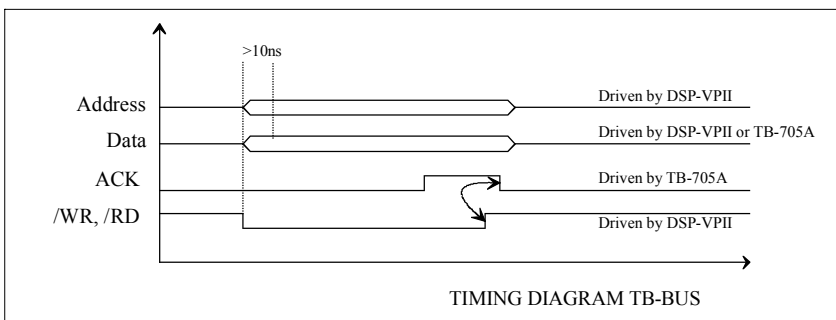 >10ns
Address
Driven by DSP-VPII
Data
Driven by DSP-VPII or TB-705A
ACK
Driven by TB-705A
/WR, /RD
Driven by DSP-VPII
TIMING DIAGRAM TB-BUS